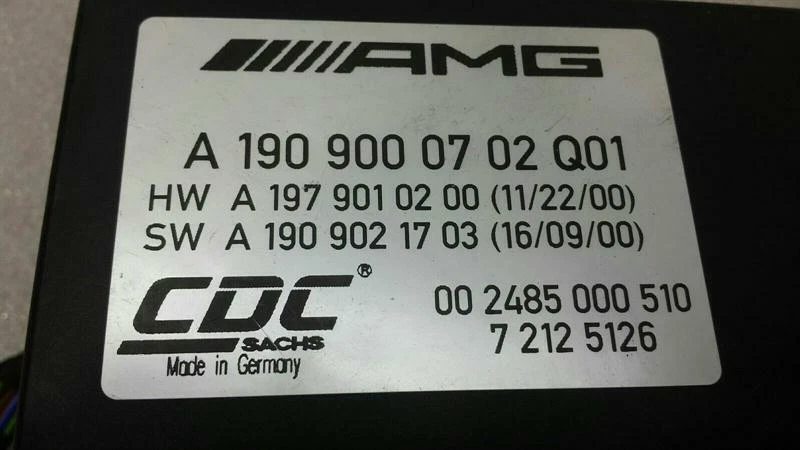 AMG
A 190 900 07 02 Q01
HW A 197 901 02 00 (11/22/00)
SW A 190 902 17 03 (16/09/00)
CDC®
SACHS
Made in Germany
00 2485 000 510
7 212 5126